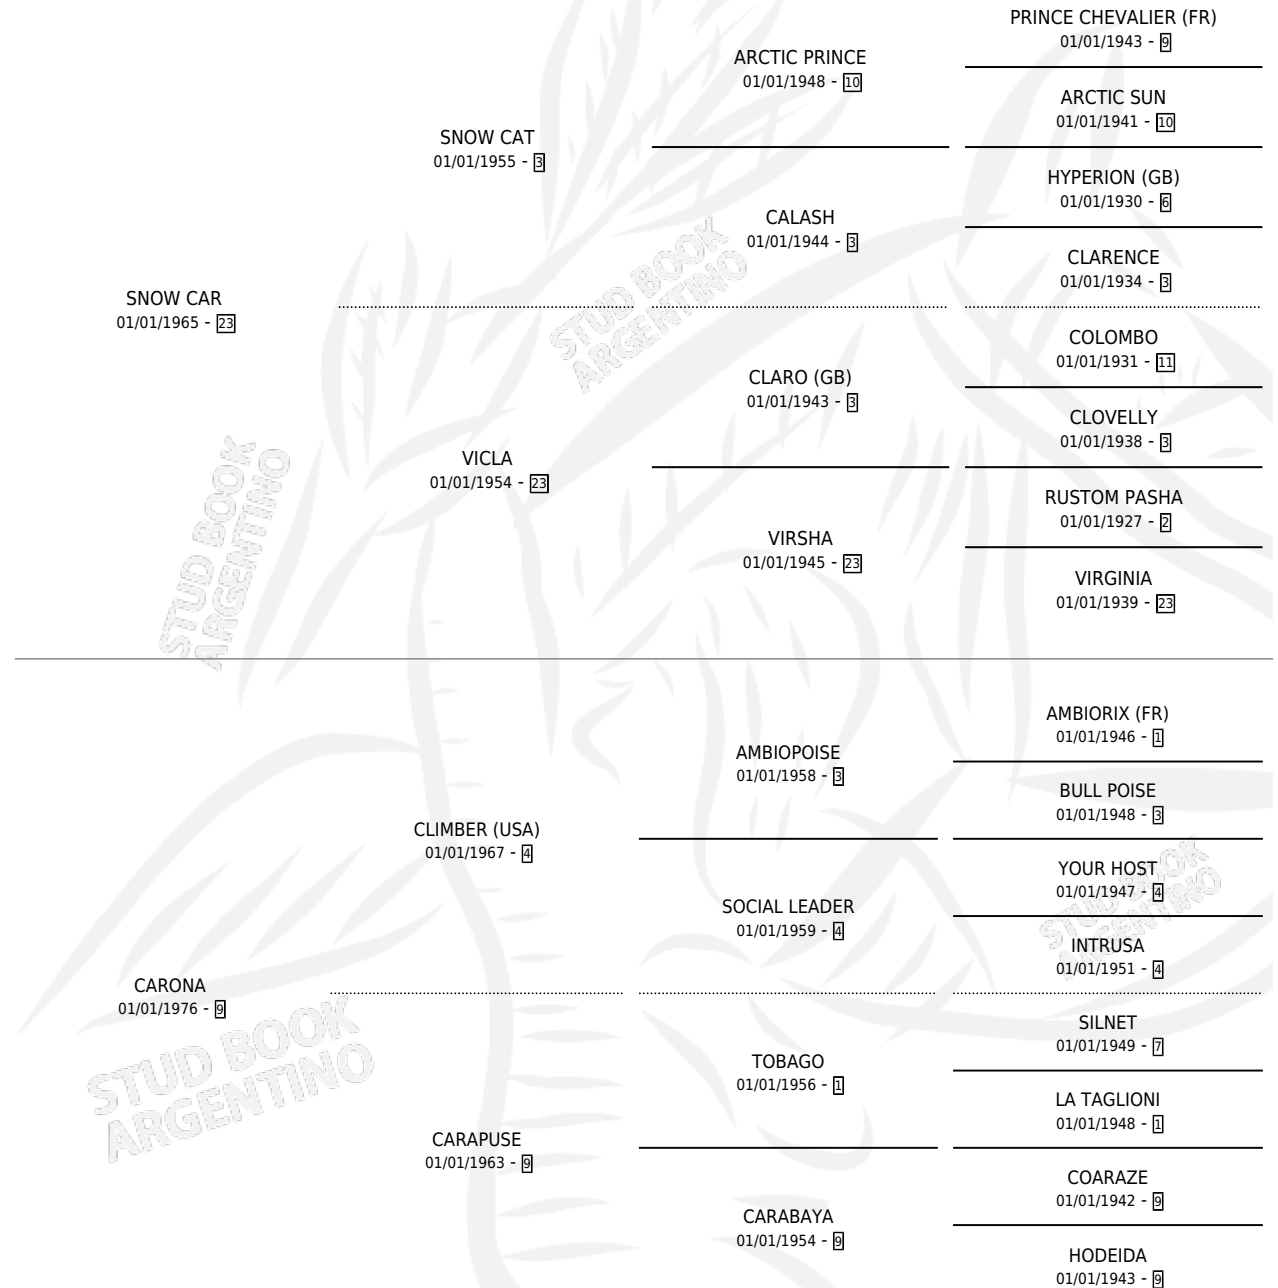 PRINCE CHEVALIER (FR)
01/01/1943 - 9
ARCTIC PRINCE
01/01/1948 - 10
ARCTIC SUN
01/01/1941 - 10
SNOW CAT
01/01/1955 - 3
HYPERION (GB)
01/01/1930 - 6
CALASH
01/01/1944 - 3
CLARENCE
01/01/1934 - 3
SNOW CAR
01/01/1965 - 23
COLOMBO
01/01/1931 - 11
CLARO (GB)
01/01/1943 - 3
CLOVELLY
01/01/1938 - 3
VICLA
01/01/1954 - 23
RUSTOM PASHA
01/01/1927 - 2
VIRSHA
01/01/1945 - 23
VIRGINIA
01/01/1939 - 23
AMBIORIX (FR)
01/01/1946 - 1
AMBIOPOISE
01/01/1958 - 3
BULL POISE
01/01/1948 - 3
CLIMBER (USA)
01/01/1967 - 4
YOUR HOST
01/01/1947 - 4
SOCIAL LEADER
01/01/1959 - 4
INTRUSA
01/01/1951 - 4
CARONA
01/01/1976 - 9
SILNET
01/01/1949 - 7
TOBAGO
01/01/1956 - 1
LA TAGLIONI
01/01/1948 - 1
CARAPUSE
01/01/1963 - 9
COARAZE
01/01/1942 - 9
CARABAYA
01/01/1954 - 9
HODEIDA
01/01/1943 - 9
STUD BOOK
ARGENTINO
STUD BOOK
ARGENTINO
STUD BOOK
ARGENTINO
STUD BOOK
ARGENTINO